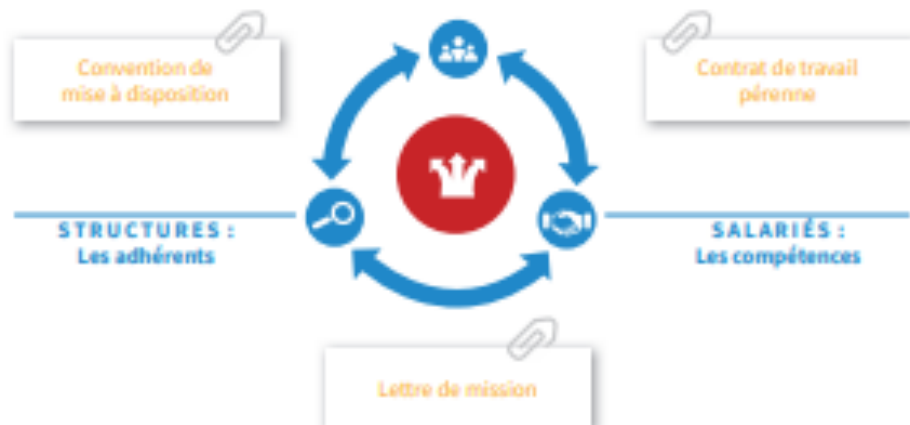 Convention de
mise à disposition
Contrat de travail
pérenne
STRUCTURES :
Les adhérents
SALARIÉS :
Les compétences
Lettre de mission